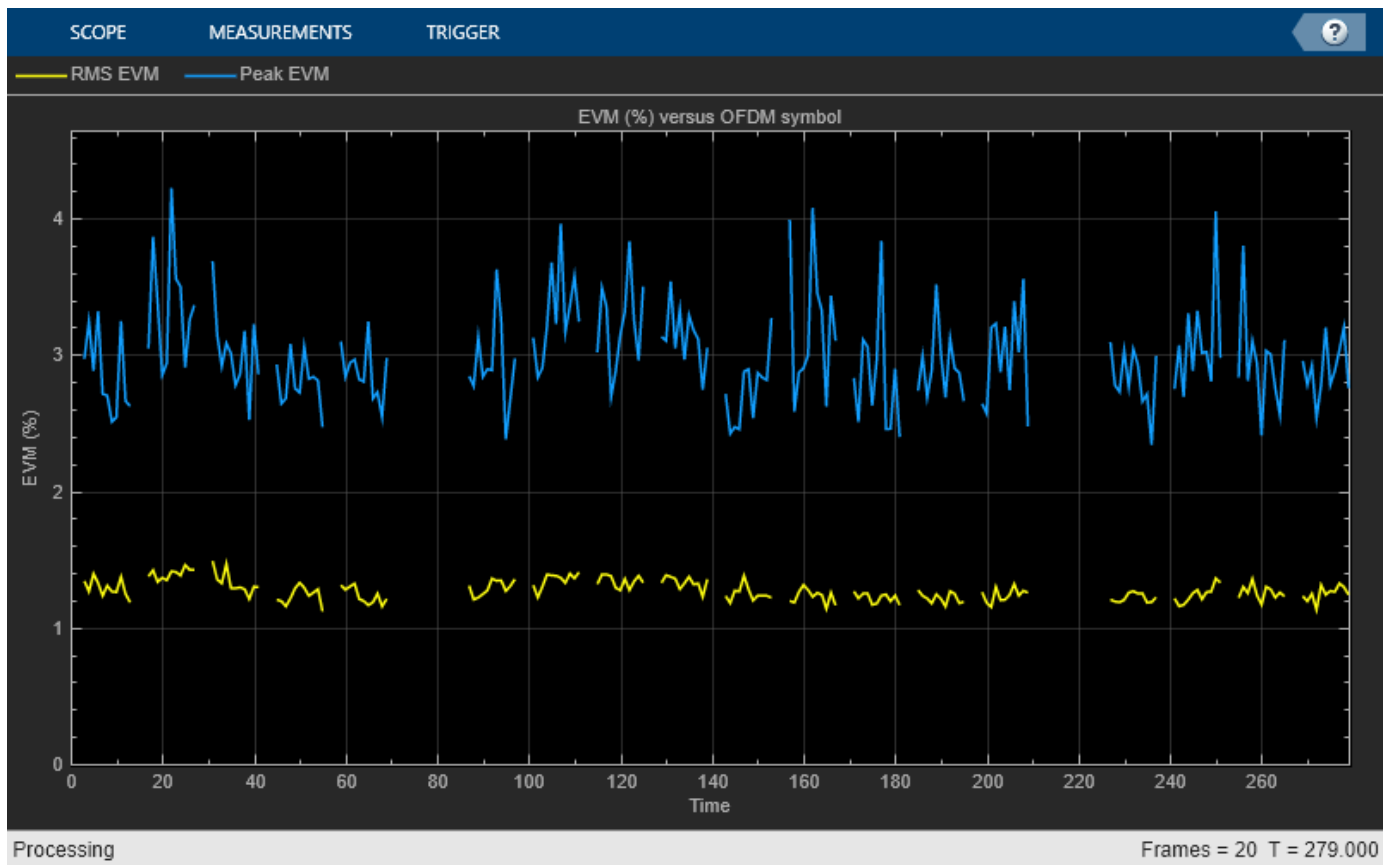 SCOPE MEASUREMENTS TRIGGER ?
RMS EVM Peak EVM
EVM (%) versus OFDM symbol
4
3
2
1
0
EVM (%)
0 20 40 60 80 100 120 140 160 180 200 220 240 260
Time
Processing Frames = 20 T = 279.000